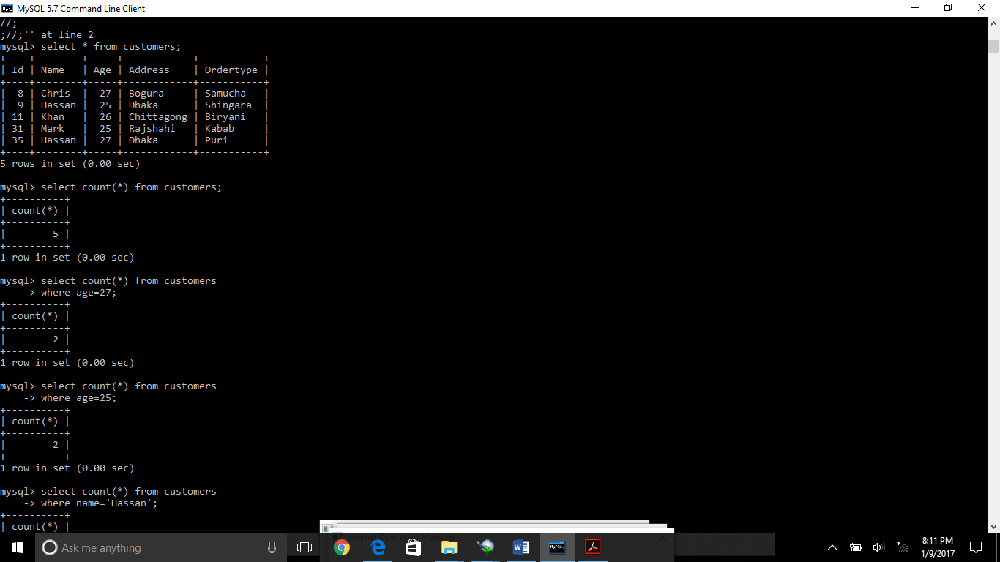 MySQL 5.7 Command Line Client
//;
;//;'' at line 2
mysql> select * from customers;
+----+--------+-----+------------+-----------+
| Id | Name   | Age | Address    | Ordertype |
+----+--------+-----+------------+-----------+
|  8 | Chris  |  27 | Bogura     | Samucha   |
|  9 | Hassan |  25 | Dhaka      | Shingara  |
| 11 | Khan   |  26 | Chittagong | Biryani   |
| 31 | Mark   |  25 | Rajshahi   | Kabab     |
| 35 | Hassan |  27 | Dhaka      | Puri      |
+----+--------+-----+------------+-----------+
5 rows in set (0.00 sec)
mysql> select count(*) from customers;
+----------+
| count(*) |
+----------+
|        5 |
+----------+
1 row in set (0.00 sec)
mysql> select count(*) from customers
    -> where age=27;
+----------+
| count(*) |
+----------+
|        2 |
+----------+
1 row in set (0.00 sec)
mysql> select count(*) from customers
    -> where age=25;
+----------+
| count(*) |
+----------+
|        2 |
+----------+
1 row in set (0.00 sec)
mysql> select count(*) from customers
    -> where name='Hassan';
+----------+
| count(*) |
Internet Download Manager
Ask me anything
8:11 PM
1/9/2017